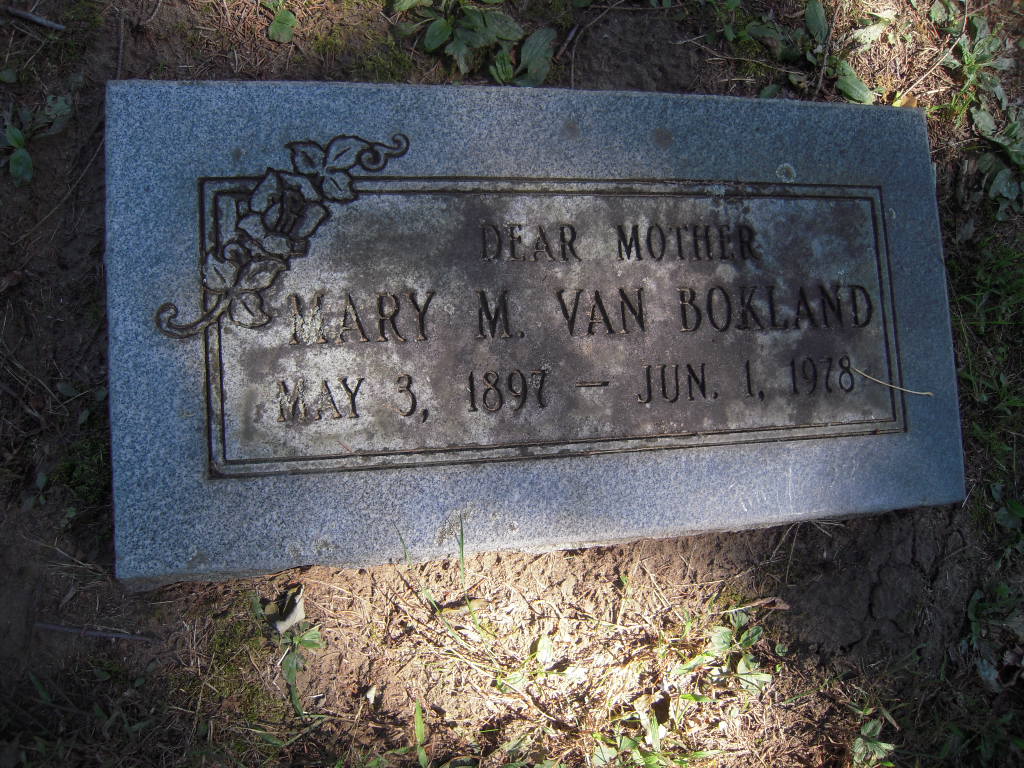 DEAR MOTHER
MARY M. VAN BOKLAND
MAY 3, 1897 — JUN. 1, 1978